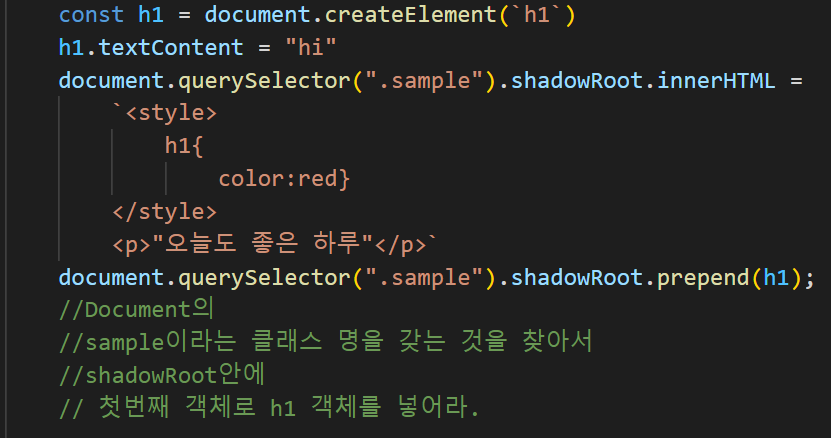 const h1 = document.createElement(`h1`)
h1.textContent = "hi"
document.querySelector(".sample").shadowRoot.innerHTML =
`<style>
h1{
color:red}
</style>
<p>"오늘도 좋은 하루"</p>`
document.querySelector(".sample").shadowRoot.prepend(h1);
//Document의
//sample이라는 클래스 명을 갖는 것을 찾아서
//shadowRoot안에
// 첫번째 객체로 h1 객체를 넣어라.